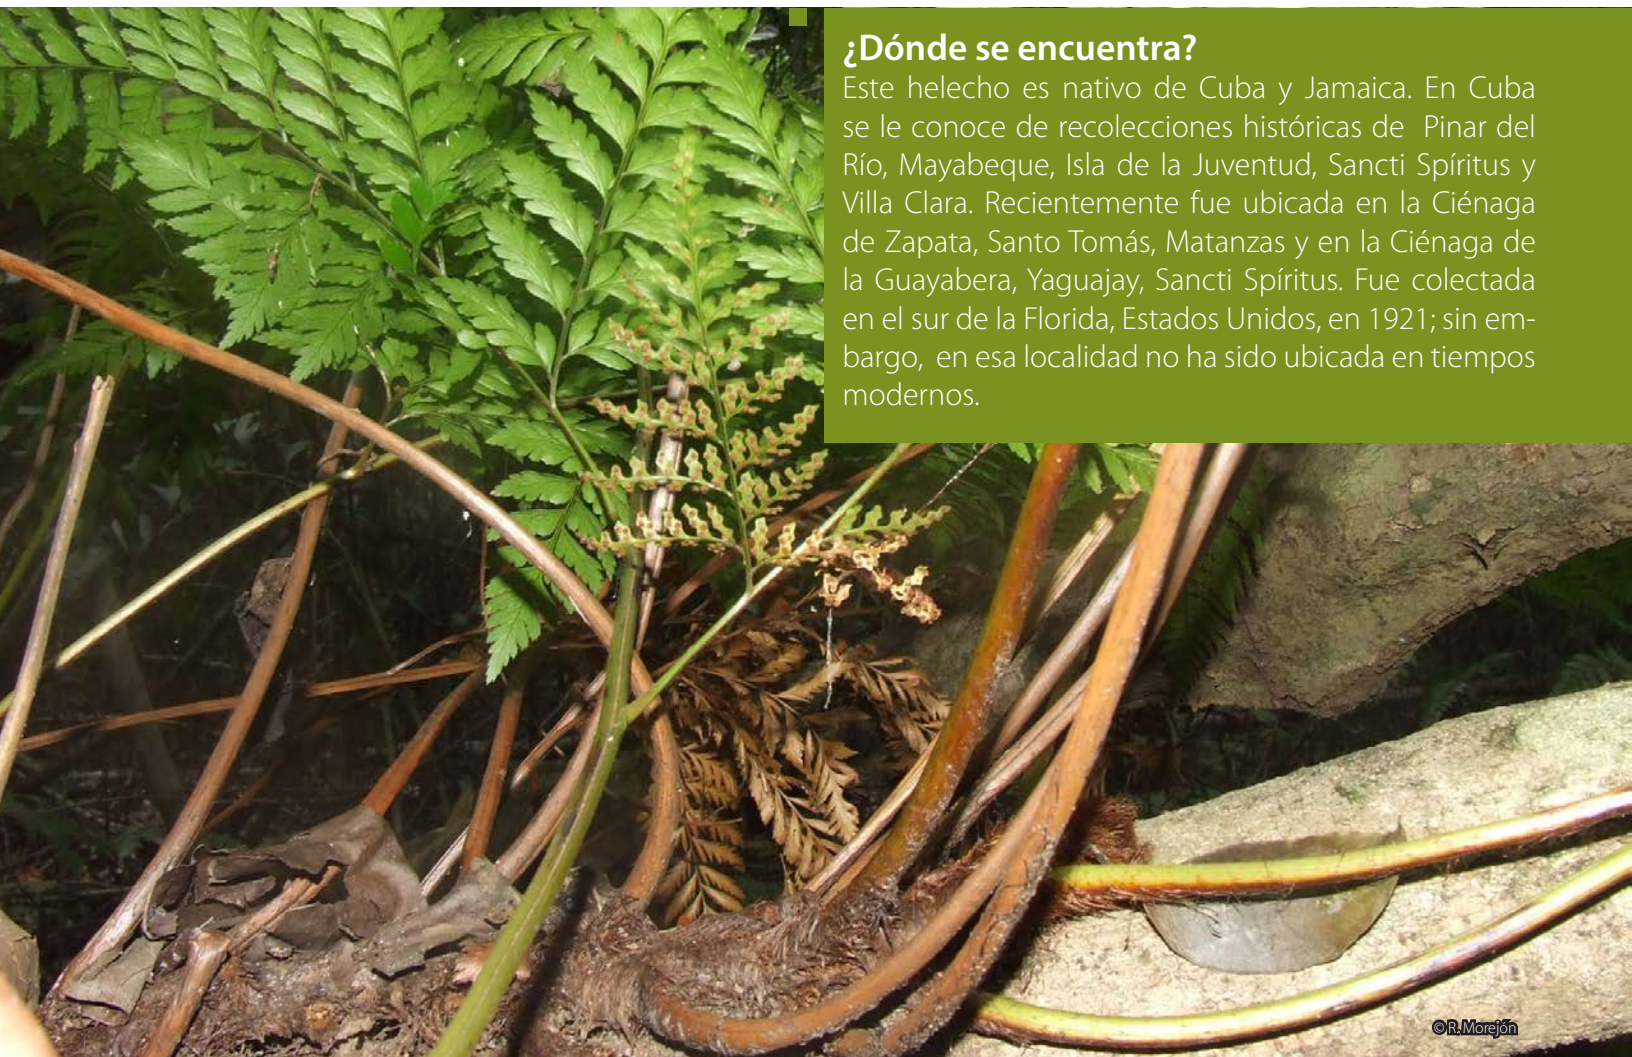 ¿Dónde se encuentra?
Este helecho es nativo de Cuba y Jamaica. En Cuba
se le conoce de recolecciones históricas de Pinar del
Río, Mayabeque, Isla de la Juventud, Sancti Spíritus y
Villa Clara. Recientemente fue ubicada en la Ciénaga
de Zapata, Santo Tomás, Matanzas y en la Ciénaga de
la Guayabera, Yaguajay, Sancti Spíritus. Fue colectada
en el sur de la Florida, Estados Unidos, en 1921; sin em-
bargo, en esa localidad no ha sido ubicada en tiempos
modernos.
© R. Morejón